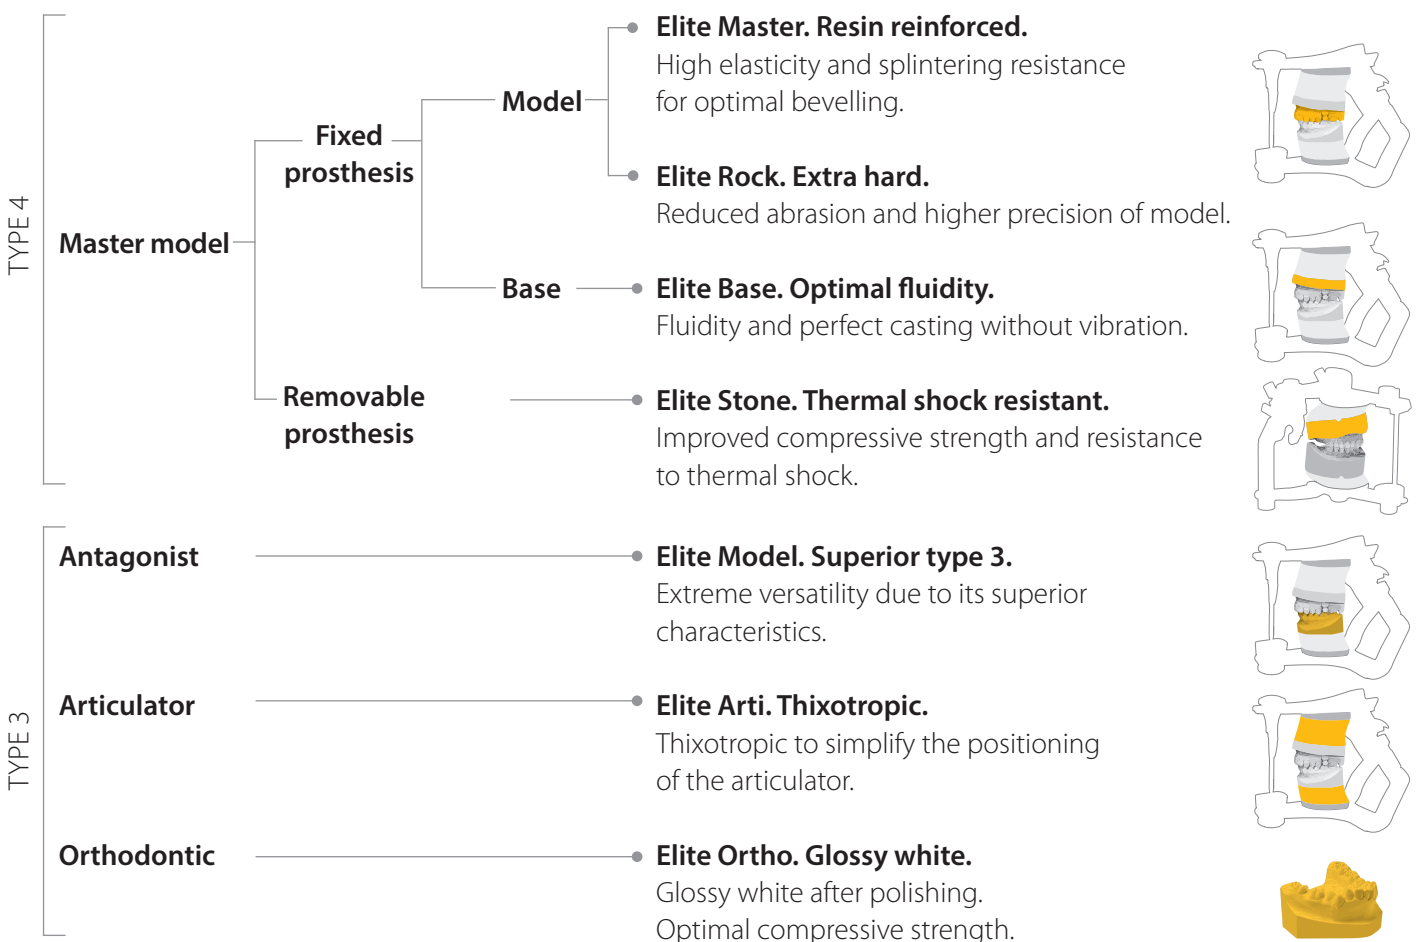 TYPE 4
Master model
Fixed
prosthesis
Model
Elite Master. Resin reinforced.
High elasticity and splintering resistance
for optimal bevelling.
Elite Rock. Extra hard.
Reduced abrasion and higher precision of model.
Base
Elite Base. Optimal fluidity.
Fluidity and perfect casting without vibration.
Removable
prosthesis
Elite Stone. Thermal shock resistant.
Improved compressive strength and resistance
to thermal shock.
TYPE 3
Antagonist
Elite Model. Superior type 3.
Extreme versatility due to its superior
characteristics.
Articulator
Elite Arti. Thixotropic.
Thixotropic to simplify the positioning
of the articulator.
Orthodontic
Elite Ortho. Glossy white.
Glossy white after polishing.
Optimal compressive strength.